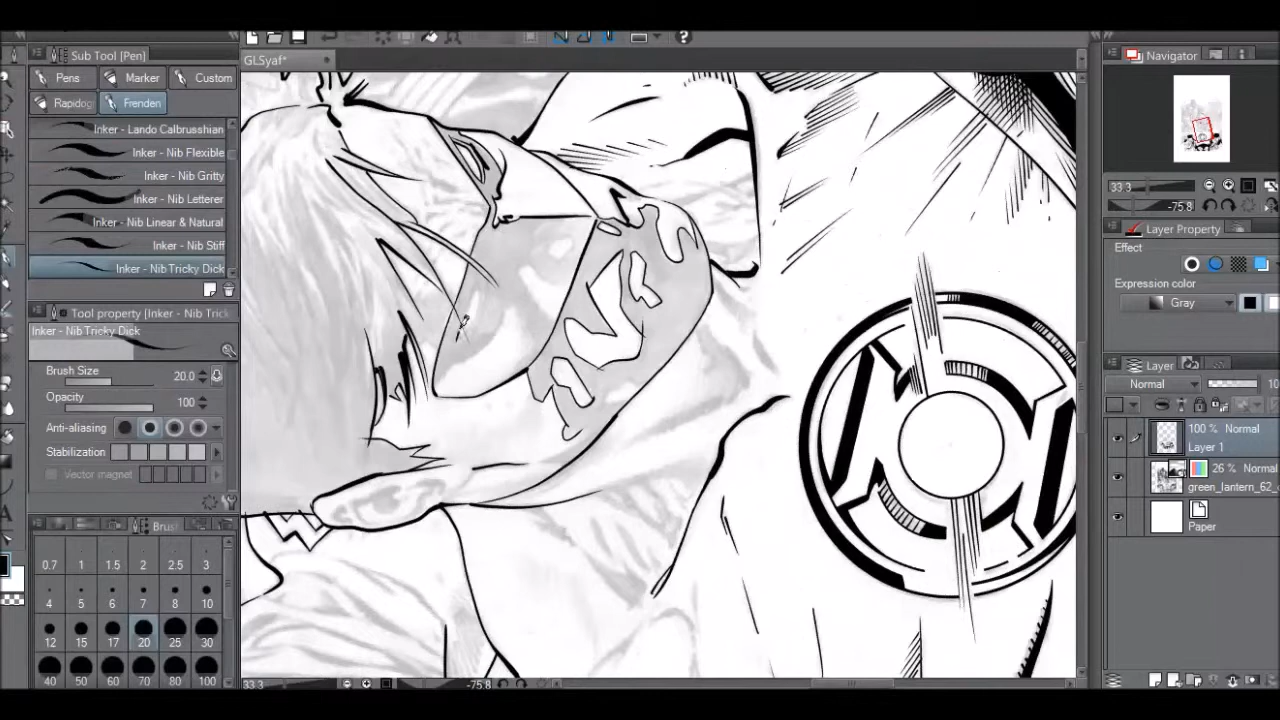 Sub Tool [Pen]
Pens
Marker
Custom
Rapidog
Frenden
Inker - Lando Calbrusshian
Inker - Nib Flexible
Inker - Nib Gritty
Inker - Nib Letterer
Inker - Nib Linear & Natural
Inker - Nib Stiff
Inker - Nib Tricky Dick
Tool property [Inker - Nib Trick
Inker - Nib Tricky Dick
Brush Size 20.0
Opacity 100
Anti-aliasing
Stabilization
Vector magnet
Brush
0.7 1 1.5 2 2.5 3
4 5 6 7 8 10
12 15 17 20 25 30
40 50 60 70 80 100
GLSyaf*
33.3 -75.8
Navigator
33.3
-75.8
Layer Property
Effect
Expression color
Gray
Layer
Normal
100 % Normal
Layer 1
26 % Normal
green_lantern_62_c
Paper